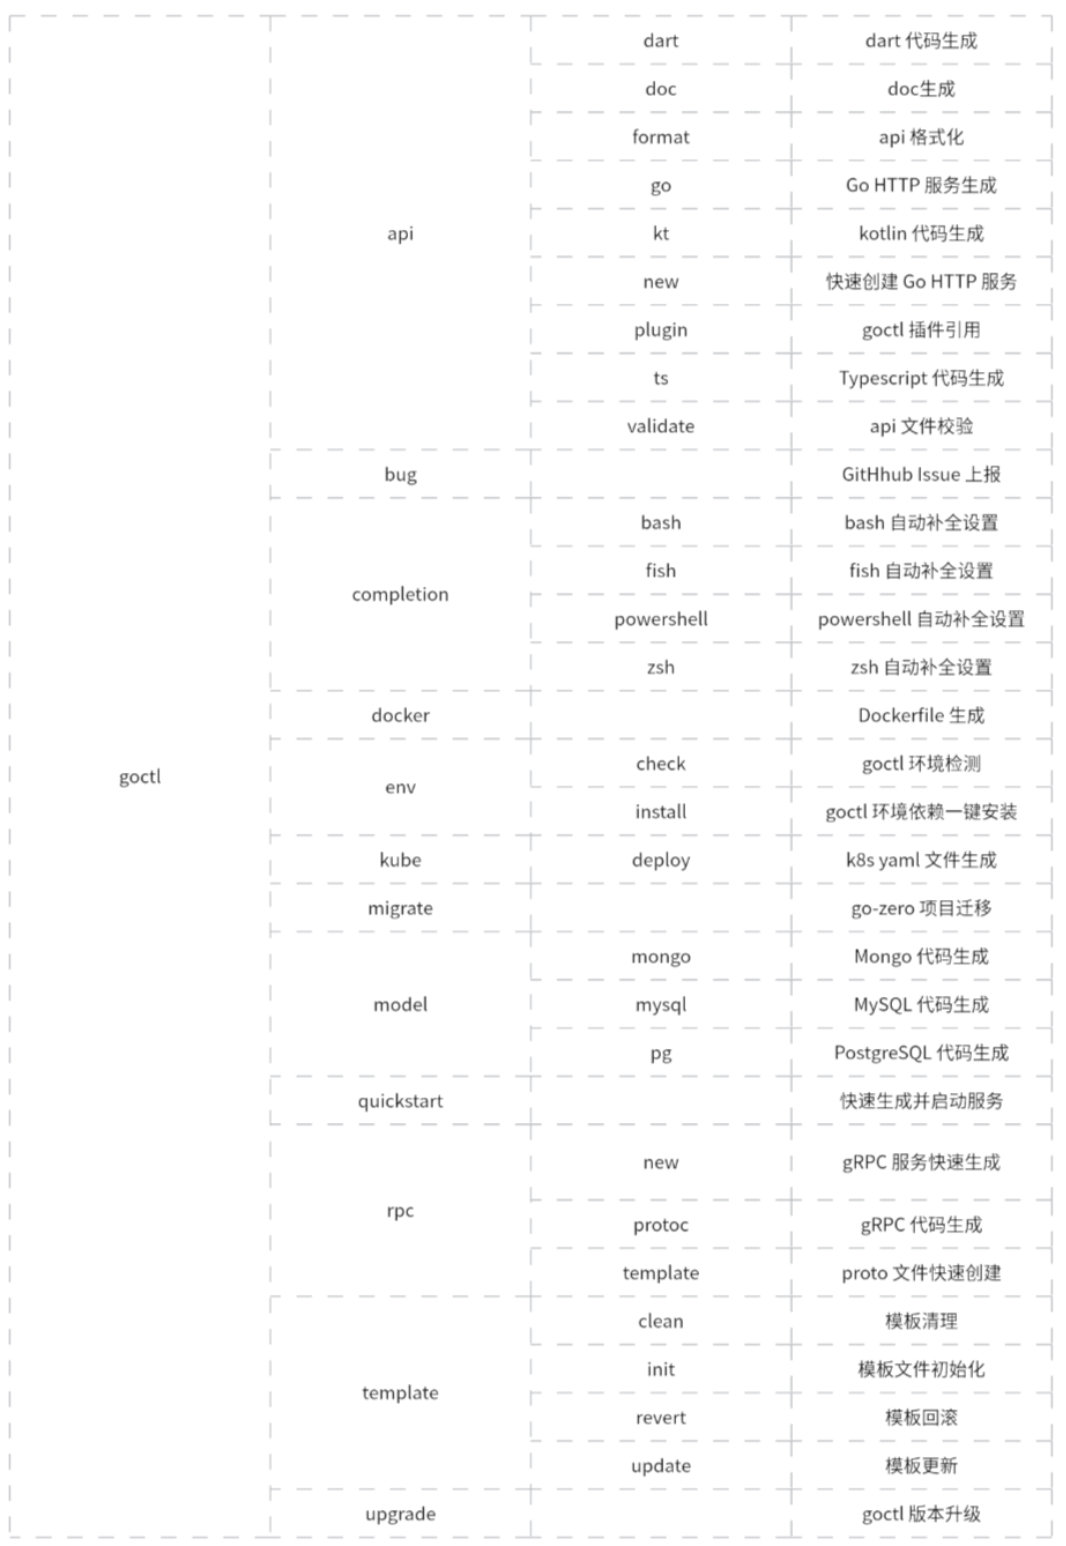 dart dart 代码生成
doc doc生成
format api 格式化
go Go HTTP 服务生成
api kt kotlin 代码生成
new 快速创建 Go HTTP 服务
plugin goctl 插件引用
ts Typescript 代码生成
validate api 文件校验
bug GitHhub Issue 上报
bash bash 自动补全设置
fish fish 自动补全设置
completion
powershell powershell 自动补全设置
zsh zsh 自动补全设置
docker Dockerfile 生成
check goctl 环境检测
goctl
env
install goctl 环境依赖一键安装
kube deploy k8s yaml 文件生成
migrate go-zero 项目迁移
mongo Mongo 代码生成
model mysql MySQL 代码生成
pg PostgreSQL 代码生成
quickstart 快速生成并启动服务
new gRPC 服务快速生成
rpc
protoc gRPC 代码生成
template proto 文件快速创建
clean 模板清理
init 模板文件初始化
template
revert 模板回滚
update 模板更新
upgrade goctl 版本升级